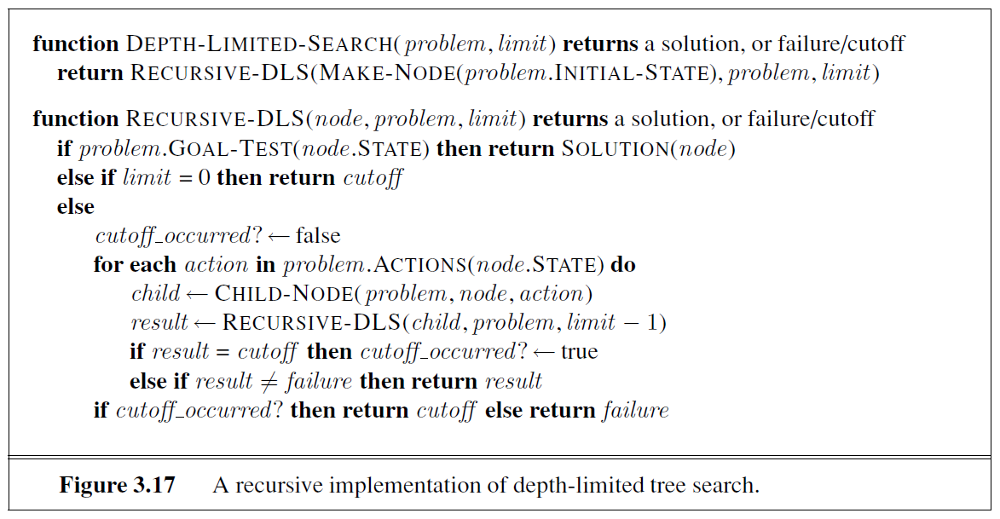 function DEPTH-LIMITED-SEARCH(problem, limit) returns a solution, or failure/cutoff
return RECURSIVE-DLS(MAKE-NODE(problem.INITIAL-STATE), problem, limit)
function RECURSIVE-DLS(node, problem, limit) returns a solution, or failure/cutoff
if problem.GOAL-TEST(node.STATE) then return SOLUTION(node)
else if limit = 0 then return cutoff
else
cutoff_occurred? ← false
for each action in problem.ACTIONS(node.STATE) do
child ← CHILD-NODE(problem, node, action)
result ← RECURSIVE-DLS(child, problem, limit − 1)
if result = cutoff then cutoff_occurred? ← true
else if result ≠ failure then return result
if cutoff_occurred? then return cutoff else return failure
Figure 3.17 A recursive implementation of depth-limited tree search.